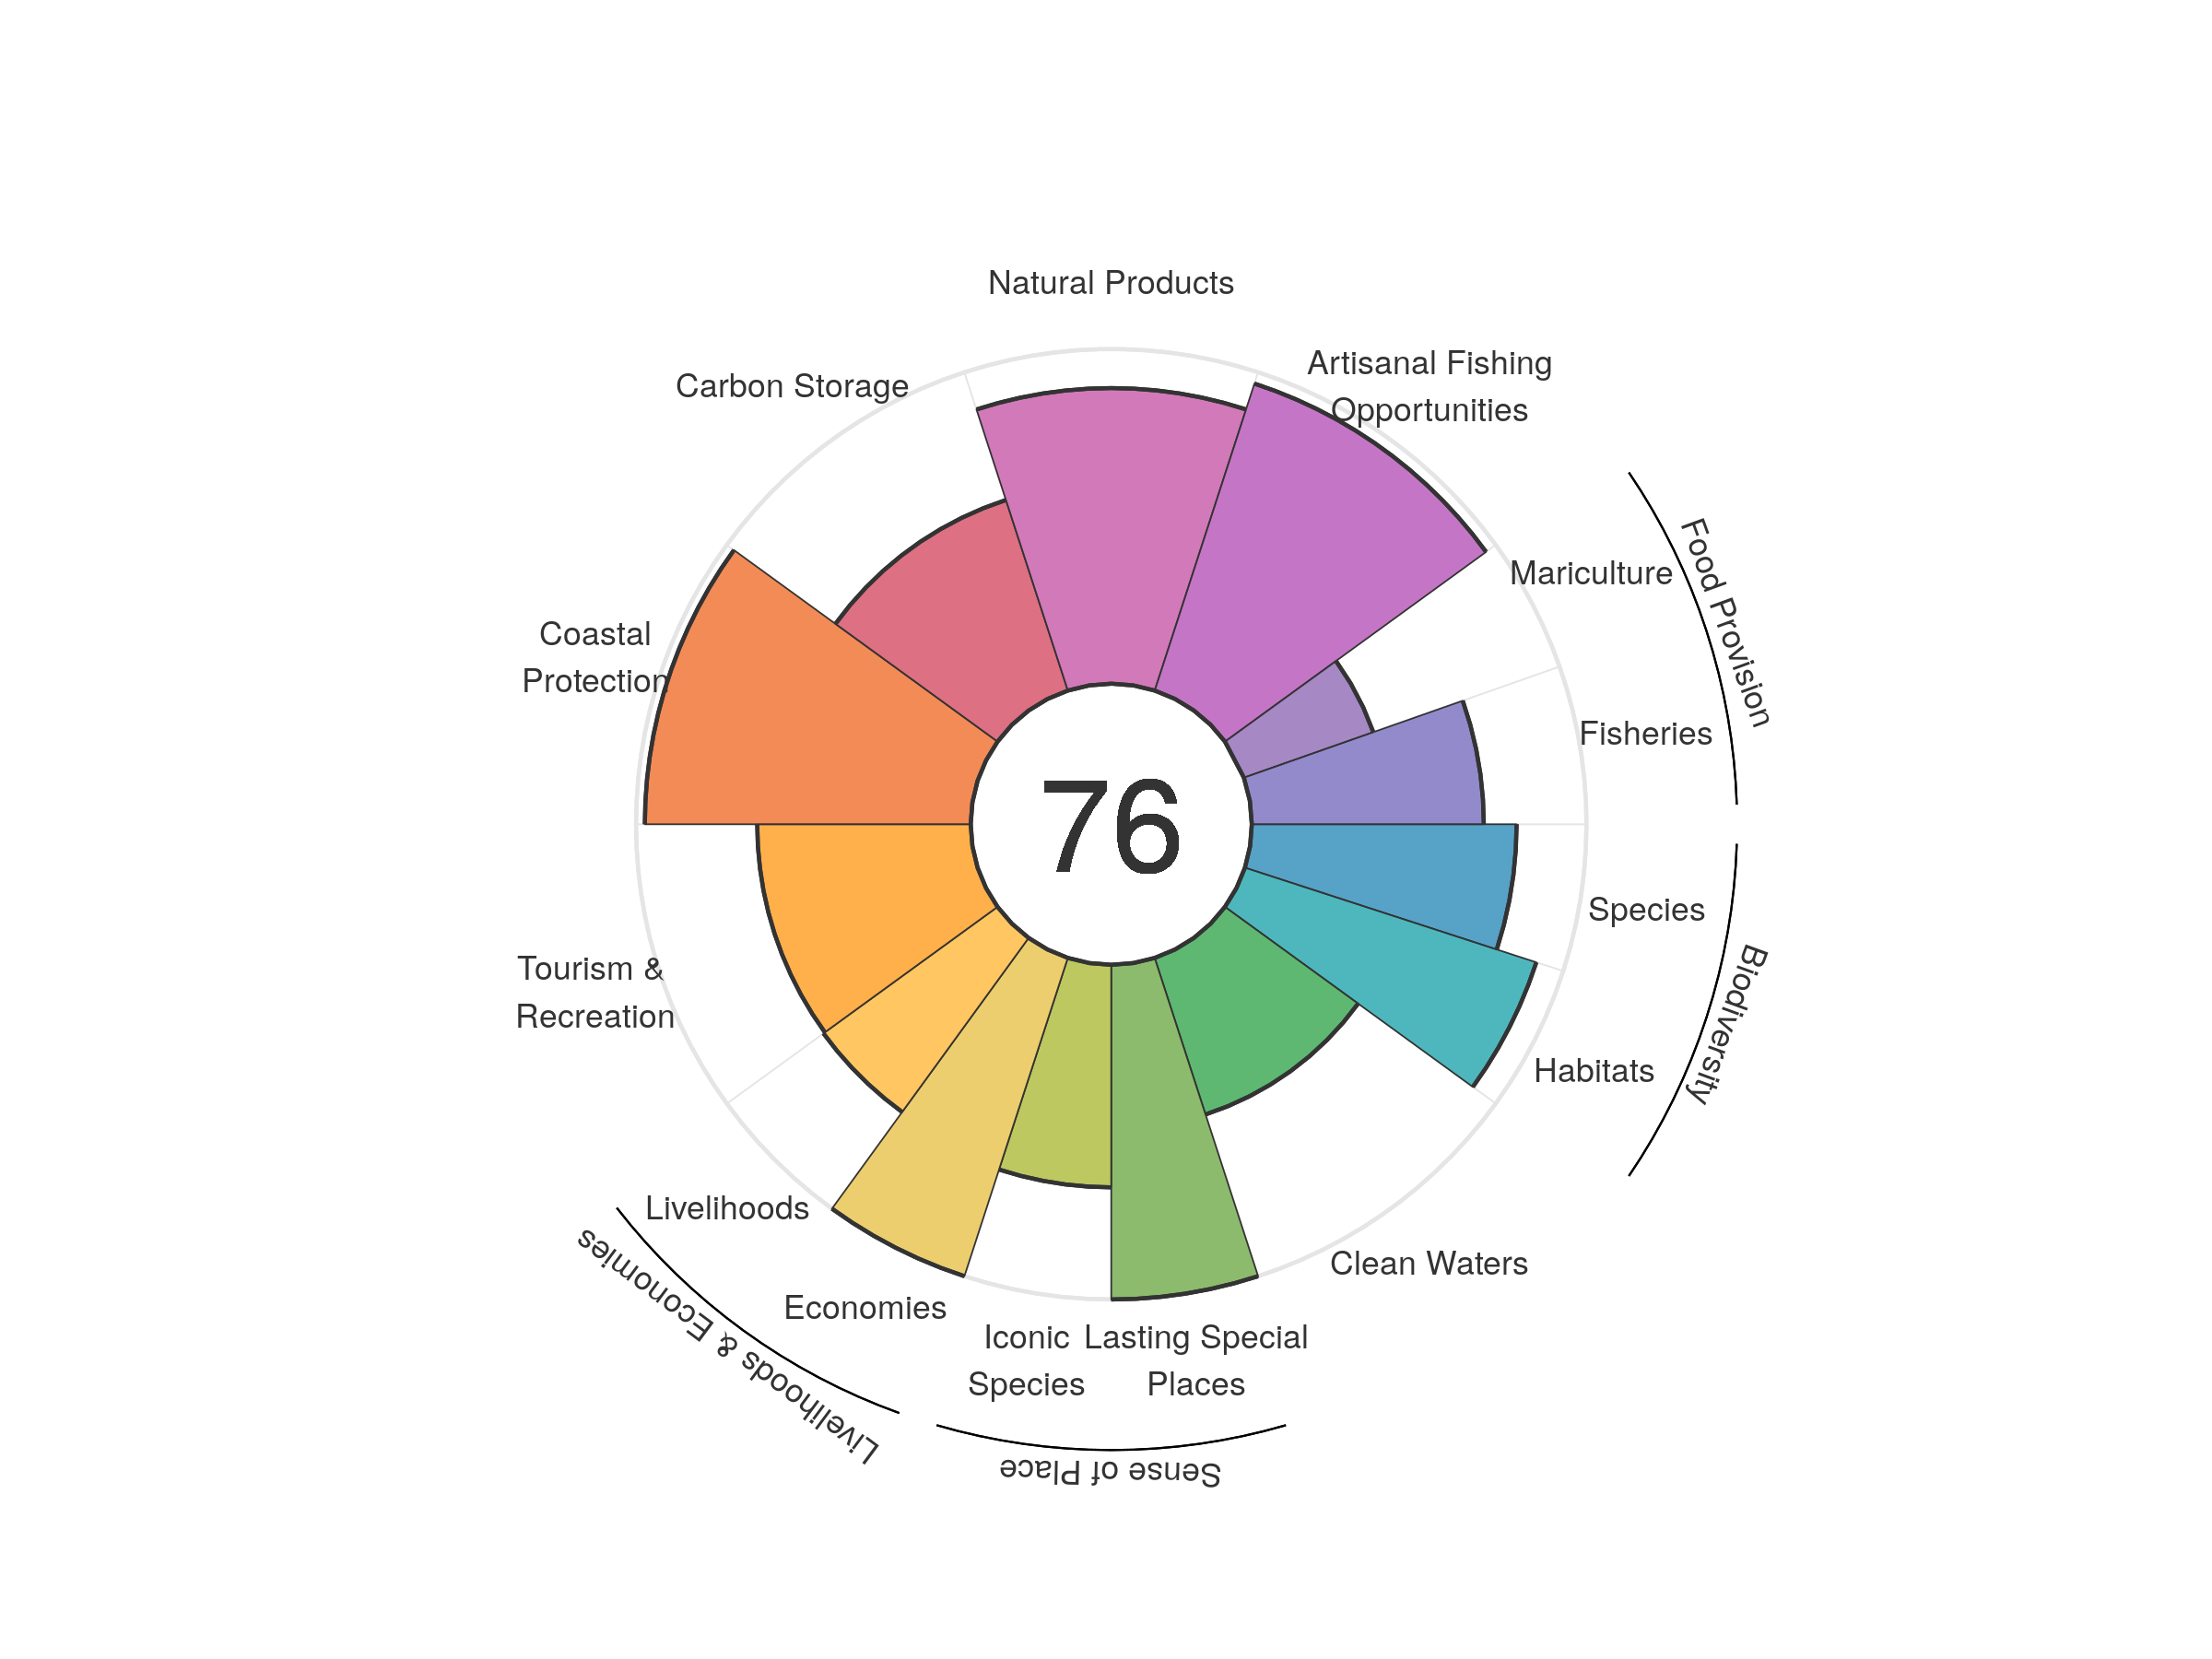 Natural Products
Artisanal Fishing
Opportunities
Carbon Storage
Mariculture
Food Provision
Coastal
Protection
Fisheries
76
Species
Biodiversity
Tourism &
Recreation
Habitats
Livelihoods
Livelihoods & Economies
Clean Waters
Economies
Iconic
Species
Lasting Special
Places
Sense of Place